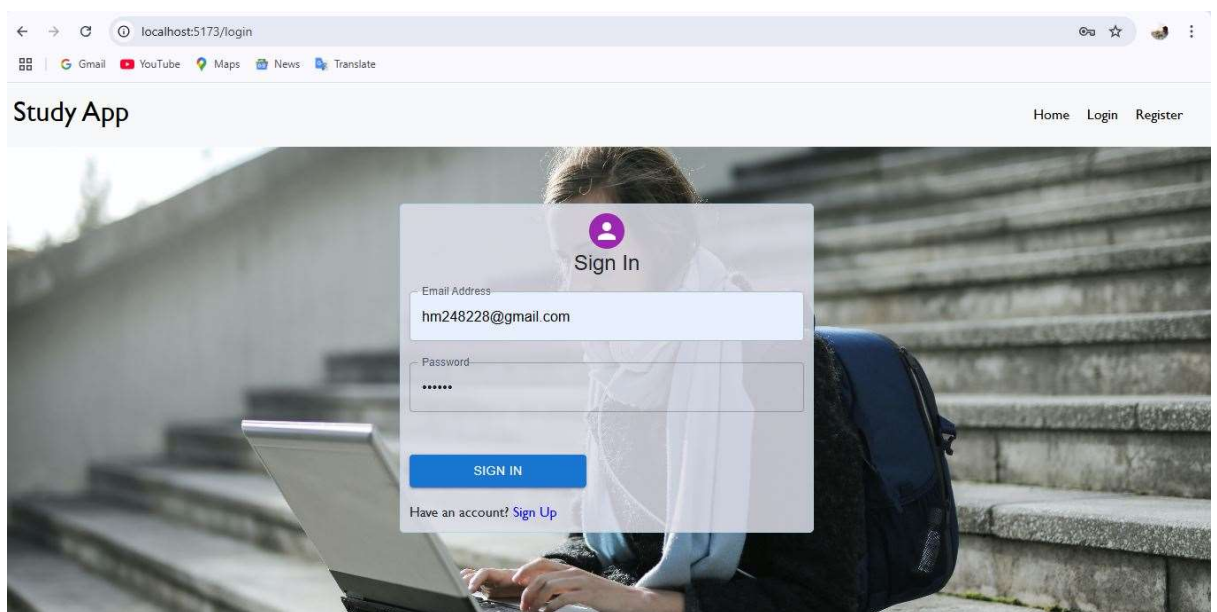 localhost:5173/login
Gmail YouTube Maps News Translate
Study App
Home Login Register
Sign In
Email Address
hm248228@gmail.com
Password
••••••
SIGN IN
Have an account? Sign Up